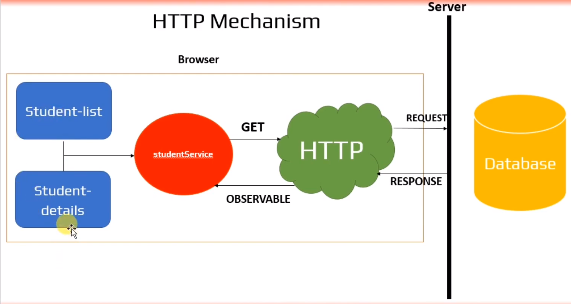 HTTP Mechanism
Server
Browser
Student-list
Student-
details
studentService
GET
HTTP
OBSERVABLE
REQUEST
RESPONSE
Database